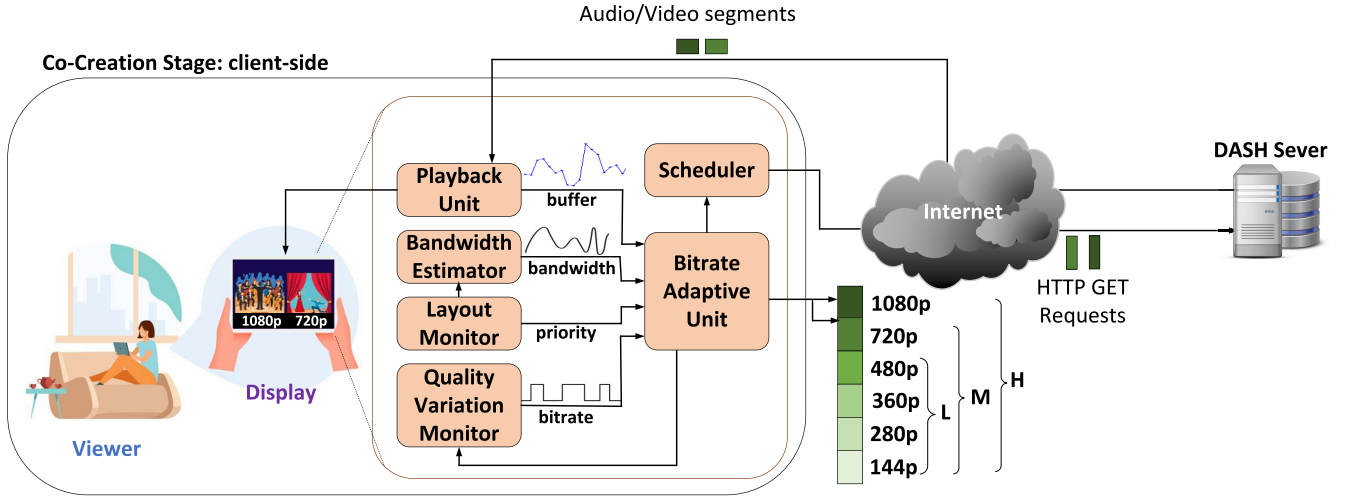 Audio/Video segments
Co-Creation Stage: client-side
Playback
Unit
buffer
Scheduler
DASH Sever
Internet
Bandwidth
Estimator
bandwidth
Bitrate
Adaptive
Unit
Layout
Monitor
priority
Quality
Variation
Monitor
bitrate
1080p 720p
Display
Viewer
HTTP GET
Requests
1080p
720p
480p
360p
280p
144p
L
M
H